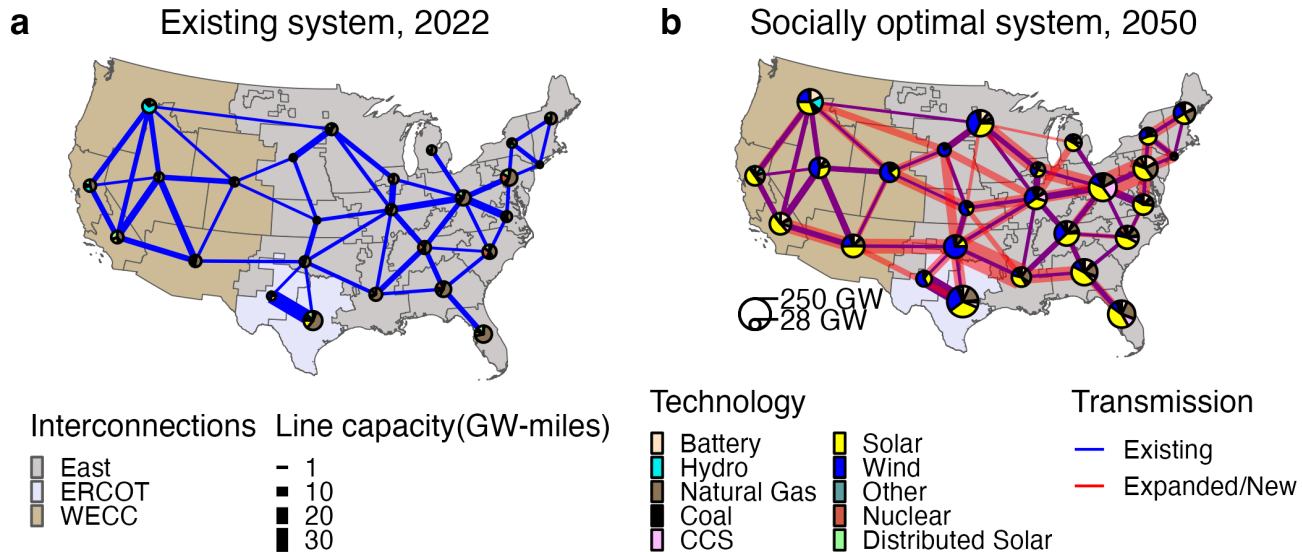 a Existing system, 2022
b Socially optimal system, 2050
250 GW
28 GW
Interconnections
East
ERCOT
WECC
Line capacity(GW-miles)
1
10
20
30
Technology
Battery
Hydro
Natural Gas
Coal
CCS
Solar
Wind
Other
Nuclear
Distributed Solar
Transmission
Existing
Expanded/New